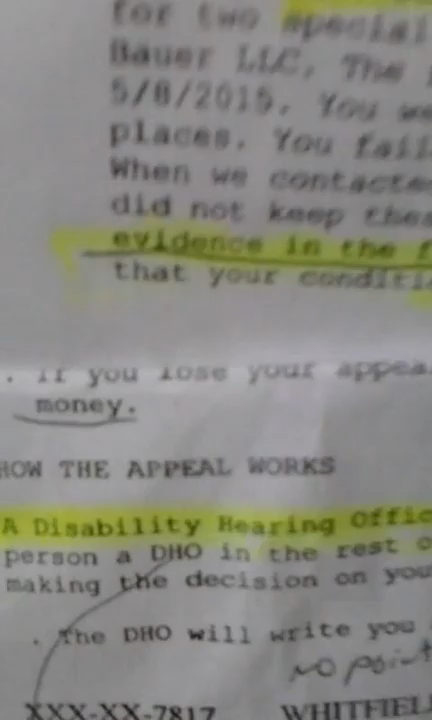 for two special
Bauer LLC. The
5/8/2015. You we
places. You fail
When we contacte
did not keep thes
evidence in the f
that your conditi
. If you lose your appea
money.
HOW THE APPEAL WORKS
A Disability Hearing Offic
person a DHO in the rest o
making the decision on you
. The DHO will write you
No point
XXX-XX-7817 WHITFIEL